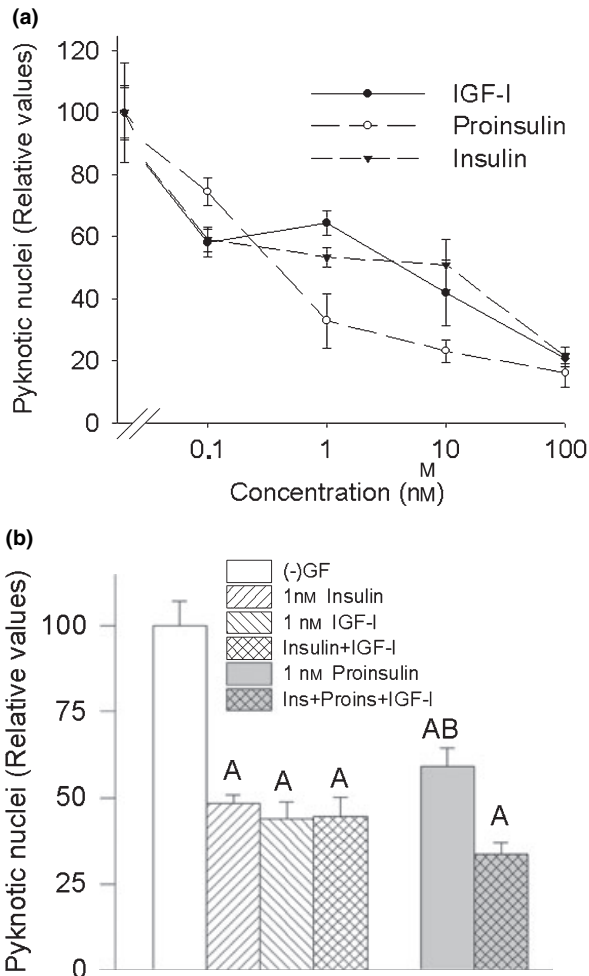 (a)
Pyknotic nuclei (Relative values)
120
100
80
60
40
20
0
IGF-I
Proinsulin
Insulin
0.1
1
10
100
M
Concentration (nM)
(b)
Pyknotic nuclei (Relative values)
100
75
50
25
0
(-)GF
1nM Insulin
1 nM IGF-I
Insulin+IGF-I
1 nM Proinsulin
Ins+Proins+IGF-I
A
A
A
AB
A